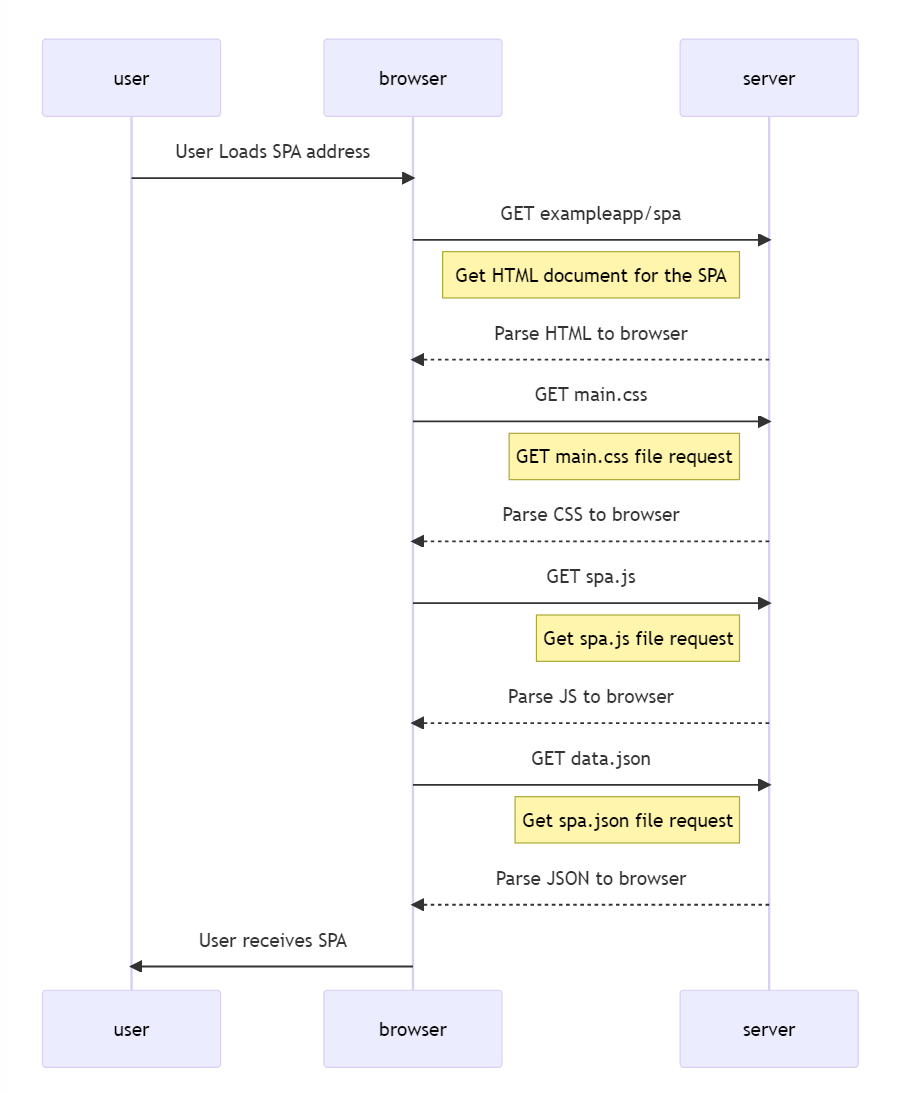 user
browser
server
User Loads SPA address
GET exampleapp/spa
Get HTML document for the SPA
Parse HTML to browser
GET main.css
GET main.css file request
Parse CSS to browser
GET spa.js
Get spa.js file request
Parse JS to browser
GET data.json
Get spa.json file request
Parse JSON to browser
User receives SPA
user
browser
server